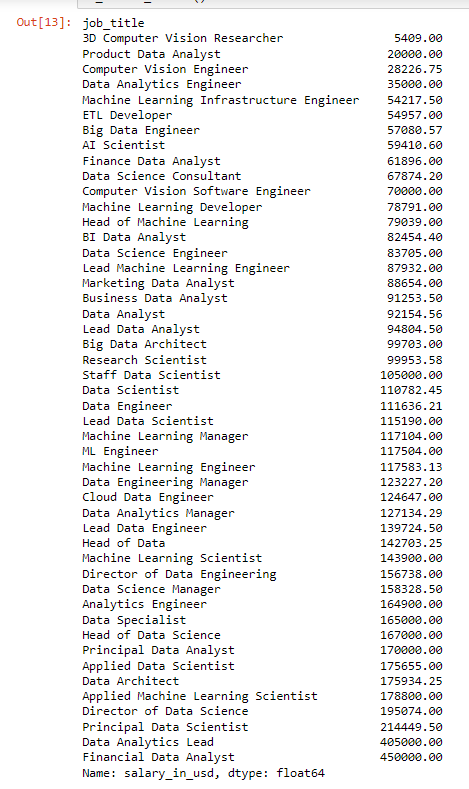 Out[13]: job_title
3D Computer Vision Researcher 5409.00
Product Data Analyst 20000.00
Computer Vision Engineer 28226.75
Data Analytics Engineer 35000.00
Machine Learning Infrastructure Engineer 54217.50
ETL Developer 54957.00
Big Data Engineer 57080.57
AI Scientist 59410.60
Finance Data Analyst 61896.00
Data Science Consultant 67874.20
Computer Vision Software Engineer 70000.00
Machine Learning Developer 78791.00
Head of Machine Learning 79039.00
BI Data Analyst 82454.40
Data Science Engineer 83705.00
Lead Machine Learning Engineer 87932.00
Marketing Data Analyst 88654.00
Business Data Analyst 91253.50
Data Analyst 92154.56
Lead Data Analyst 94804.50
Big Data Architect 99703.00
Research Scientist 99953.58
Staff Data Scientist 105000.00
Data Scientist 110782.45
Data Engineer 111636.21
Lead Data Scientist 115190.00
Machine Learning Manager 117104.00
ML Engineer 117504.00
Machine Learning Engineer 117583.13
Data Engineering Manager 123227.20
Cloud Data Engineer 124647.00
Data Analytics Manager 127134.29
Lead Data Engineer 139724.50
Head of Data 142703.25
Machine Learning Scientist 143900.00
Director of Data Engineering 156738.00
Data Science Manager 158328.50
Analytics Engineer 164900.00
Data Specialist 165000.00
Head of Data Science 167000.00
Principal Data Analyst 170000.00
Applied Data Scientist 175655.00
Data Architect 175934.25
Applied Machine Learning Scientist 178800.00
Director of Data Science 195074.00
Principal Data Scientist 214449.50
Data Analytics Lead 405000.00
Financial Data Analyst 450000.00
Name: salary_in_usd, dtype: float64